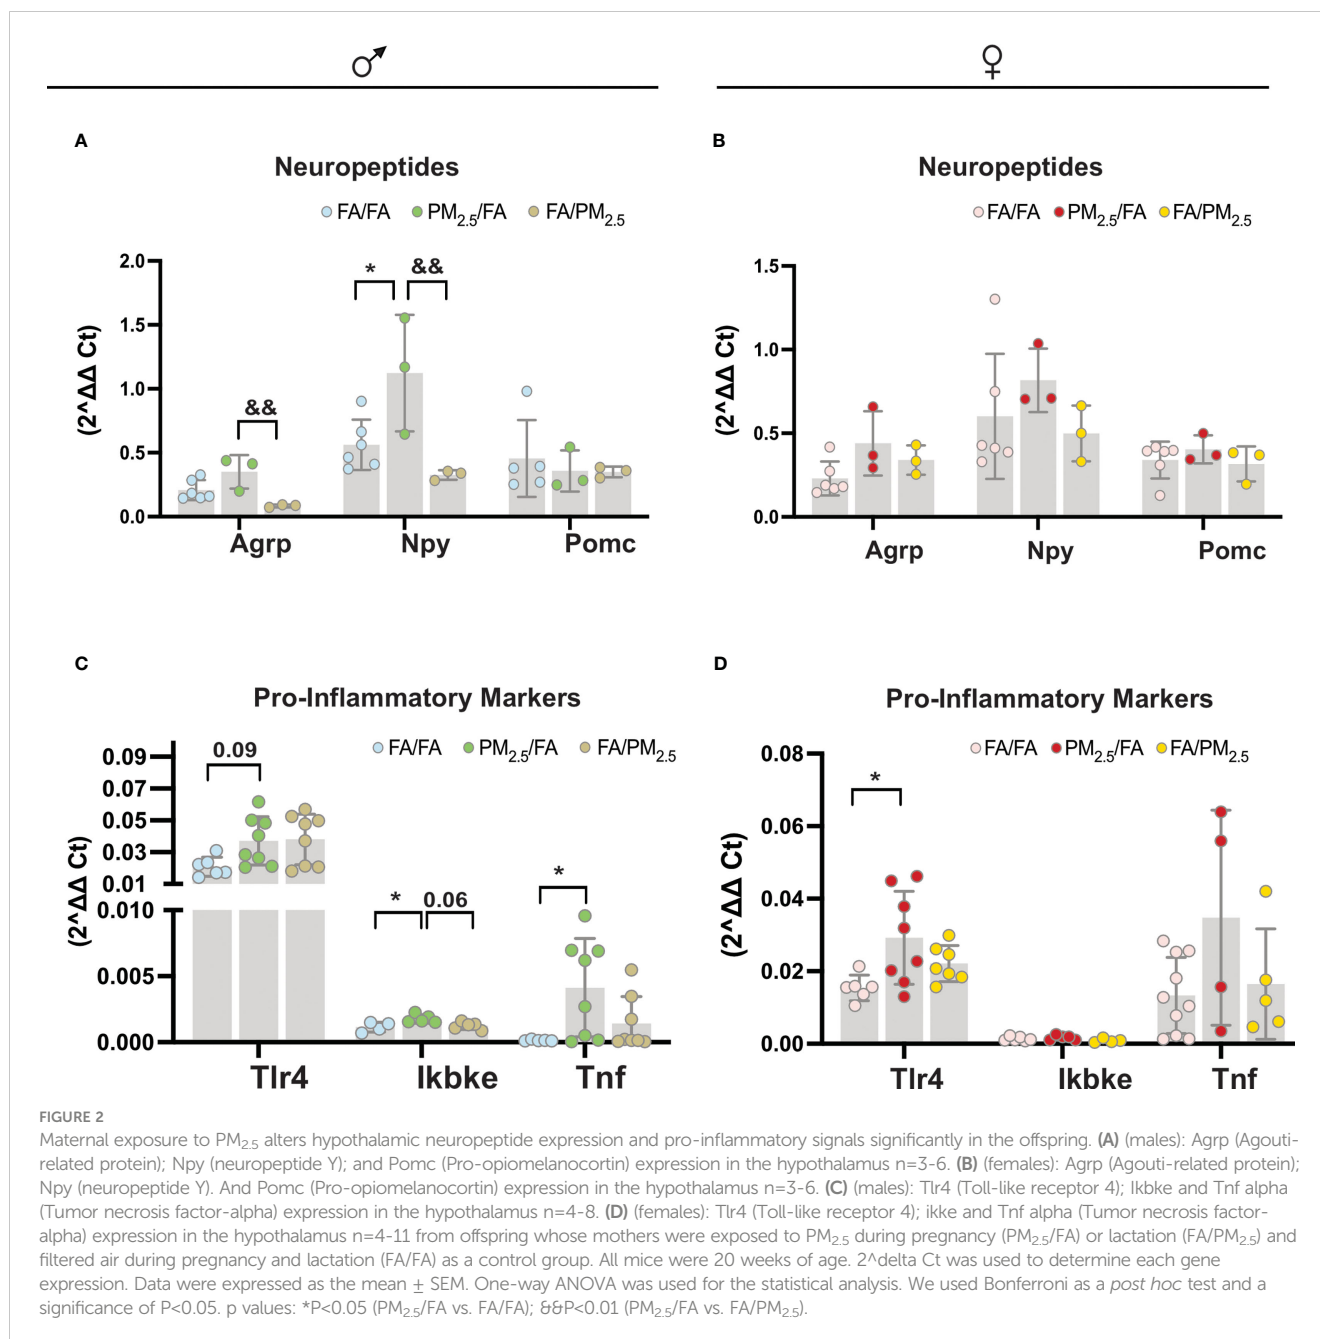 ♂
♀
A
Neuropeptides
FA/FA PM2.5/FA FA/PM2.5
(2^ΔΔ Ct)
2.0
1.5
1.0
0.5
0.0
&&
*
&&
Agrp Npy Pomc
B
Neuropeptides
FA/FA PM2.5/FA FA/PM2.5
(2^ΔΔ Ct)
1.5
1.0
0.5
0.0
Agrp Npy Pomc
C
Pro-Inflammatory Markers
FA/FA PM2.5/FA FA/PM2.5
(2^ΔΔ Ct)
0.09
0.07
0.05
0.03
0.01
0.010
0.005
0.000
0.09
*
0.06
*
Tlr4 Ikbke Tnf
D
Pro-Inflammatory Markers
FA/FA PM2.5/FA FA/PM2.5
(2^ΔΔ Ct)
0.08
0.06
0.04
0.02
0.00
*
Tlr4 Ikbke Tnf
FIGURE 2
Maternal exposure to PM2.5 alters hypothalamic neuropeptide expression and pro-inflammatory signals significantly in the offspring. (A) (males): Agrp (Agouti-
related protein); Npy (neuropeptide Y); and Pomc (Pro-opiomelanocortin) expression in the hypothalamus n=3-6. (B) (females): Agrp (Agouti-related protein);
Npy (neuropeptide Y). And Pomc (Pro-opiomelanocortin) expression in the hypothalamus n=3-6. (C) (males): Tlr4 (Toll-like receptor 4); Ikbke and Tnf alpha
(Tumor necrosis factor-alpha) expression in the hypothalamus n=4-8. (D) (females): Tlr4 (Toll-like receptor 4); ikke and Tnf alpha (Tumor necrosis factor-
alpha) expression in the hypothalamus n=4-11 from offspring whose mothers were exposed to PM2.5 during pregnancy (PM2.5/FA) or lactation (FA/PM2.5) and
filtered air during pregnancy and lactation (FA/FA) as a control group. All mice were 20 weeks of age. 2^delta Ct was used to determine each gene
expression. Data were expressed as the mean ± SEM. One-way ANOVA was used for the statistical analysis. We used Bonferroni as a post hoc test and a
significance of P<0.05. p values: *P<0.05 (PM2.5/FA vs. FA/FA); &&P<0.01 (PM2.5/FA vs. FA/PM2.5).